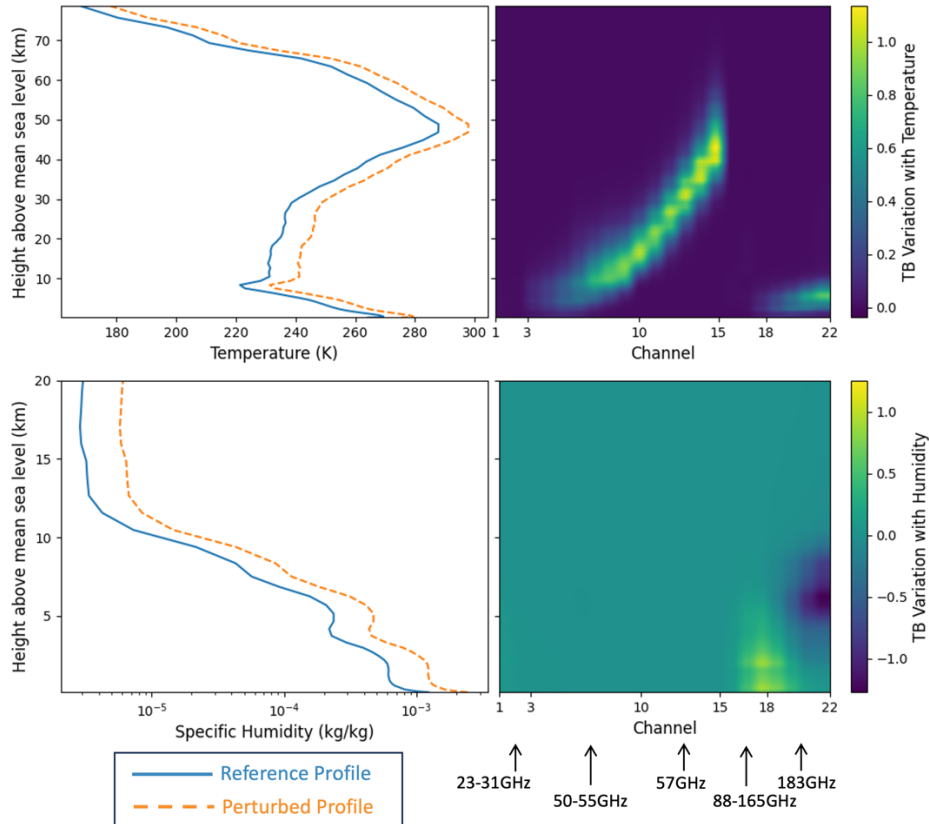 70
60
50
40
30
20
10
Height above mean sea level (km)
180 200 220 240 260 280 300
Temperature (K)
1 3 10 15 18 22
Channel
1.0
0.8
0.6
0.4
0.2
0.0
TB Variation with Temperature
20
15
10
5
Height above mean sea level (km)
10⁻⁵ 10⁻⁴ 10⁻³
Specific Humidity (kg/kg)
1 3 10 15 18 22
Channel
1.0
0.5
0.0
−0.5
−1.0
TB Variation with Humidity
Reference Profile
Perturbed Profile
23-31GHz
50-55GHz
57GHz
88-165GHz
183GHz